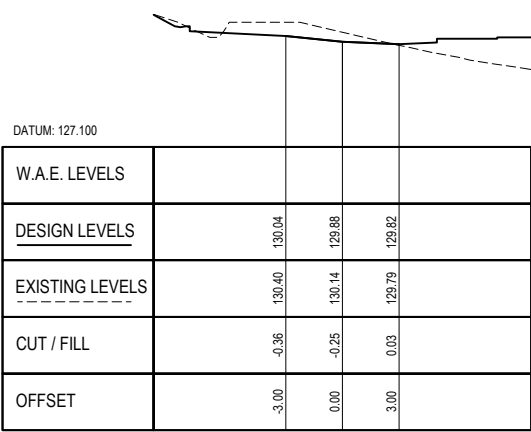 DATUM: 127.100
W.A.E. LEVELS
DESIGN LEVELS 130.04 129.88 129.82
EXISTING LEVELS 130.40 130.14 129.79
CUT / FILL -0.36 -0.25 0.03
OFFSET -3.00 0.00 3.00